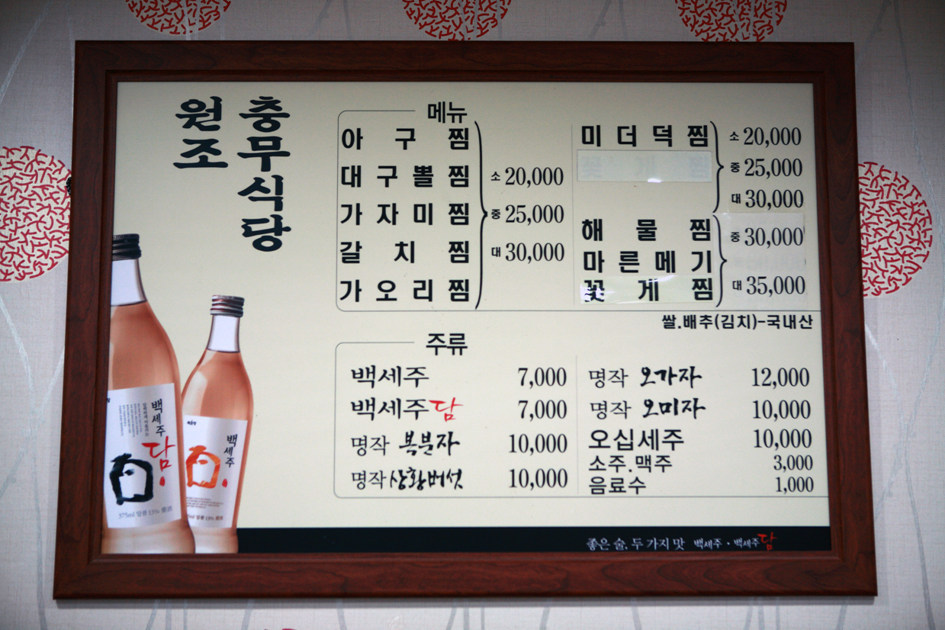 원조
충무식당
메뉴
아구찜
대구뽈찜
가자미찜
갈치찜
가오리찜
소 20,000
중 25,000
대 30,000
미더덕찜
소 20,000
중 25,000
대 30,000
해물찜
마른메기
꽃게찜
중 30,000
대 35,000
쌀.배추(김치)-국내산
주류
백세주 7,000
백세주담 7,000
명작 복분자 10,000
명작 상황버섯 10,000
명작 오가자 12,000
명작 오미자 10,000
오십세주 10,000
소주.맥주 3,000
음료수 1,000
백세주담
백세주
좋은 술, 두 가지 맛 백세주 · 백세주담